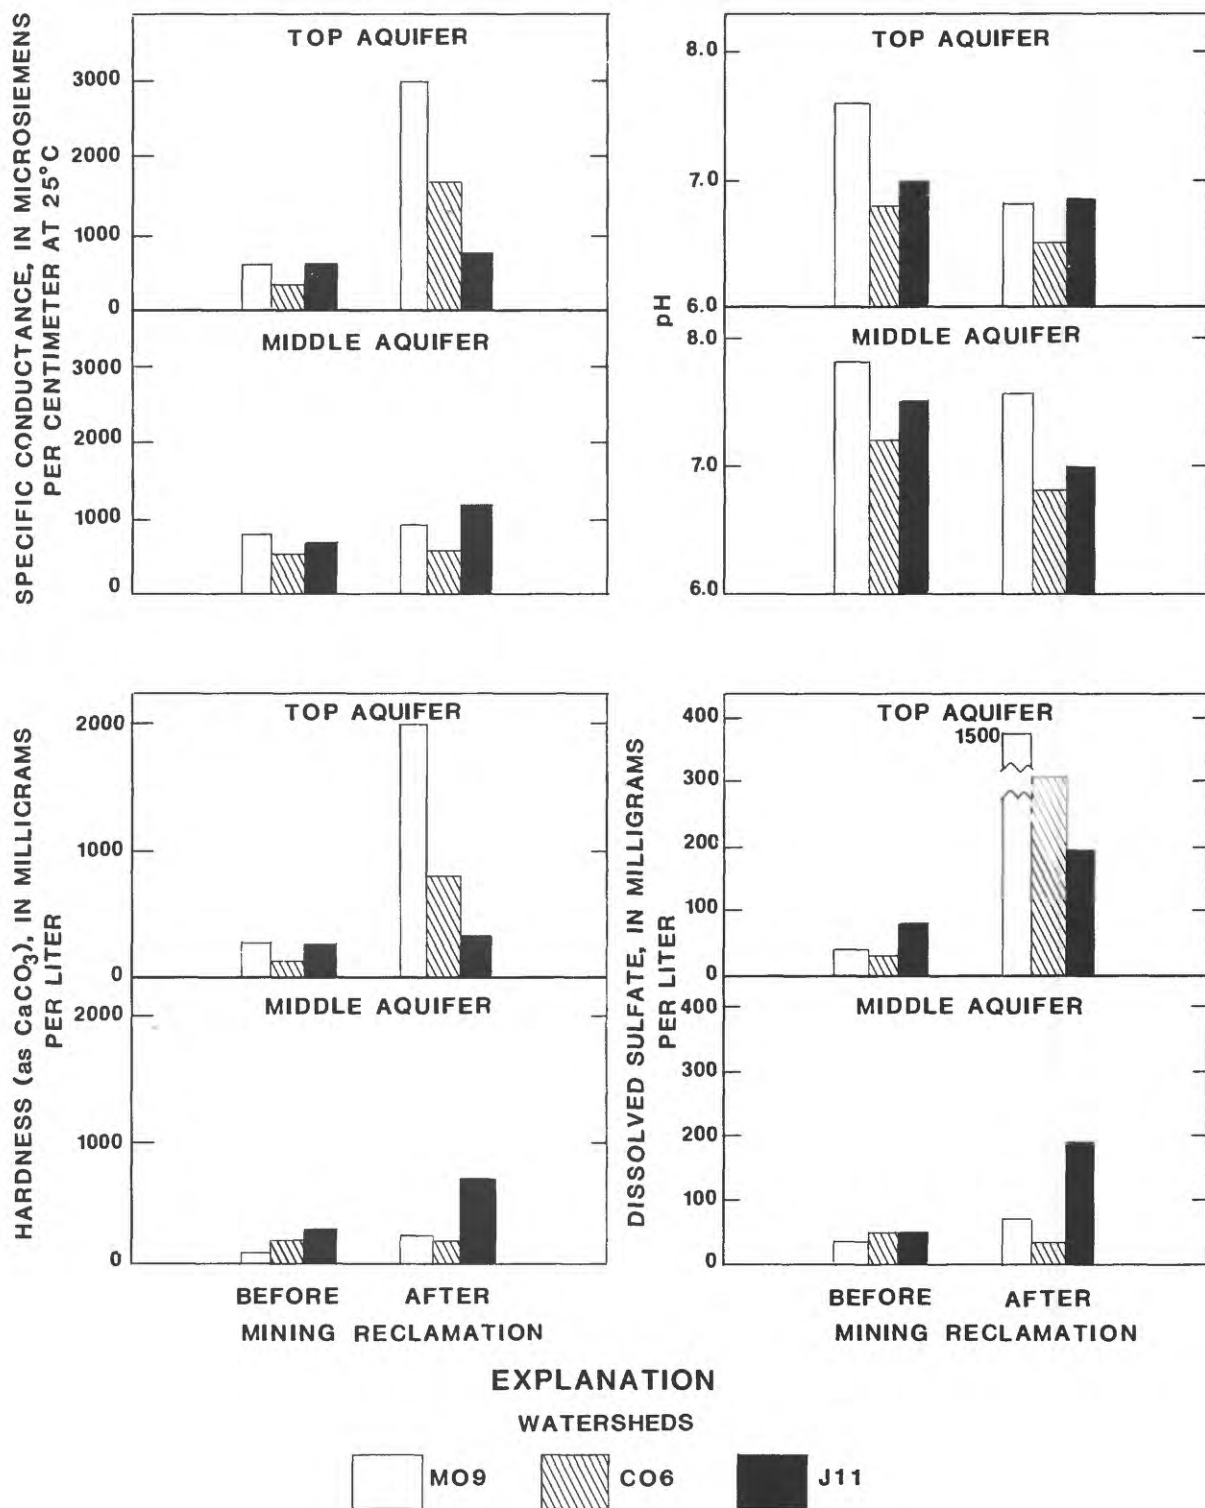 SPECIFIC CONDUCTANCE, IN MICROSIEMENS
PER CENTIMETER AT 25°C
TOP AQUIFER
3000
2000
1000
0
MIDDLE AQUIFER
3000
2000
1000
0
pH
TOP AQUIFER
8.0
7.0
6.0
MIDDLE AQUIFER
8.0
7.0
6.0
HARDNESS (as CaCO3), IN MILLIGRAMS
PER LITER
TOP AQUIFER
2000
1000
0
MIDDLE AQUIFER
2000
1000
0
BEFORE AFTER
MINING RECLAMATION
DISSOLVED SULFATE, IN MILLIGRAMS
PER LITER
TOP AQUIFER
400
1500
300
200
100
0
MIDDLE AQUIFER
400
300
200
100
0
BEFORE AFTER
MINING RECLAMATION
EXPLANATION
WATERSHEDS
MO9 CO6 J11